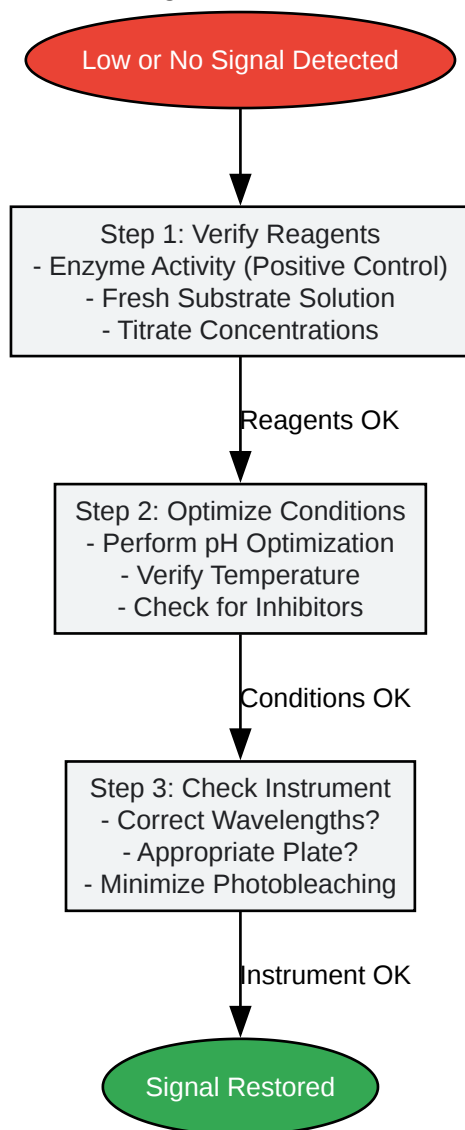 Low or No Signal Detected
Step 1: Verify Reagents
- Enzyme Activity (Positive Control)
- Fresh Substrate Solution
- Titrate Concentrations
Reagents OK
Step 2: Optimize Conditions
- Perform pH Optimization
- Verify Temperature
- Check for Inhibitors
Conditions OK
Step 3: Check Instrument
- Correct Wavelengths?
- Appropriate Plate?
- Minimize Photobleaching
Instrument OK
Signal Restored